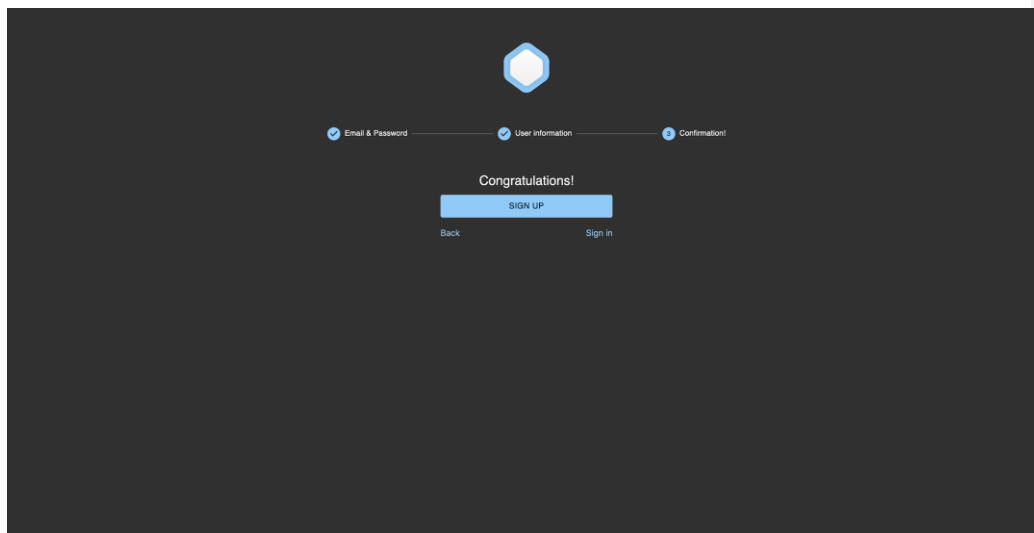 Email & Password User information 3 Confirmation!
Congratulations!
SIGN UP
Back Sign in